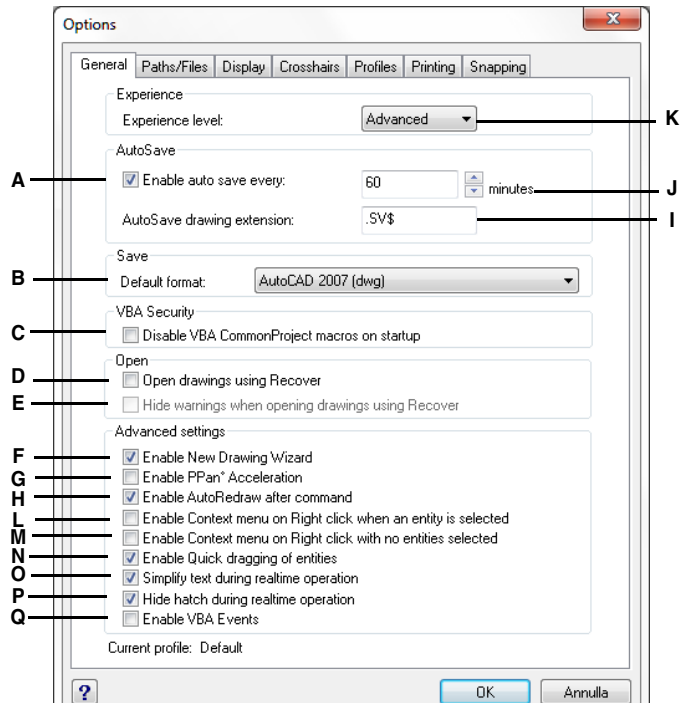 Options
General Paths/Files Display Crosshairs Profiles Printing Snapping
Experience
Experience level: Advanced K
AutoSave
A Enable auto save every: 60 minutes J
AutoSave drawing extension: .SV$ I
Save
B Default format: AutoCAD 2007 (dwg)
VBA Security
C Disable VBA CommonProject macros on startup
Open
D Open drawings using Recover
E Hide warnings when opening drawings using Recover
Advanced settings
F Enable New Drawing Wizard
G Enable PPan° Acceleration
H Enable AutoRedraw after command
L Enable Context menu on Right click when an entity is selected
M Enable Context menu on Right click with no entities selected
N Enable Quick dragging of entities
O Simplify text during realtime operation
P Hide hatch during realtime operation
Q Enable VBA Events
Current profile: Default
? OK Annulla